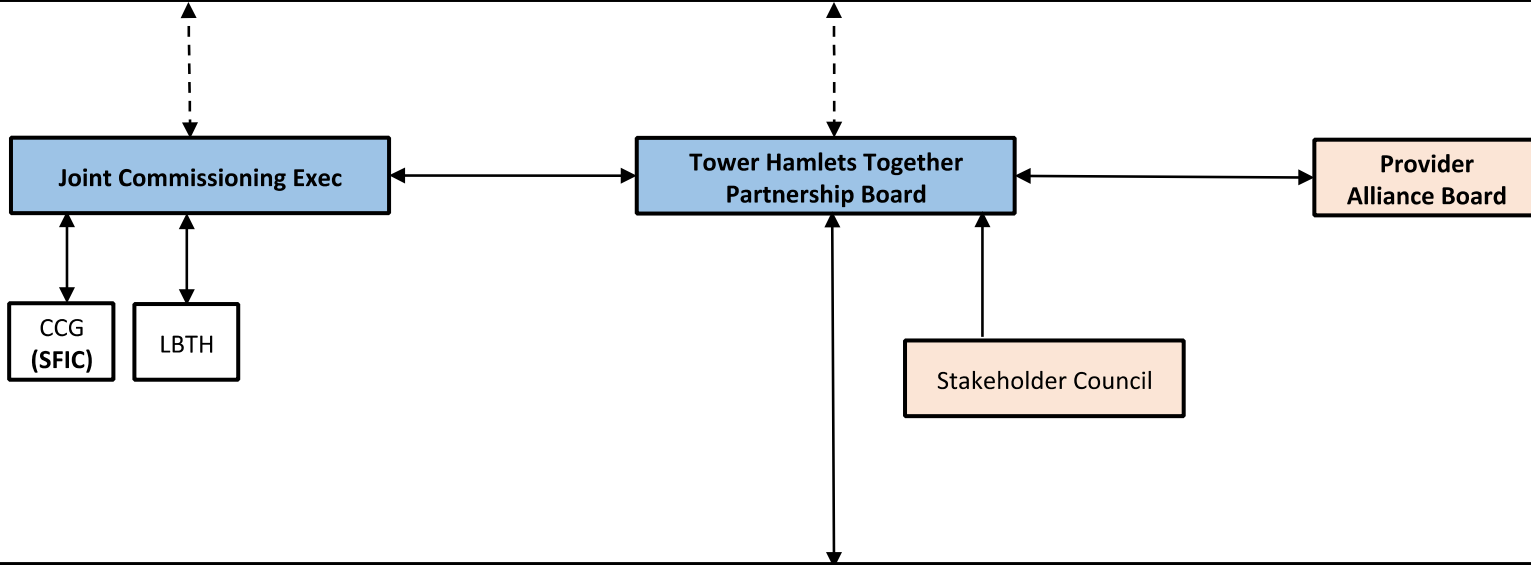 Joint Commissioning Exec
Tower Hamlets Together
Partnership Board
Provider
Alliance Board
CCG
(SFIC)
LBTH
Stakeholder Council